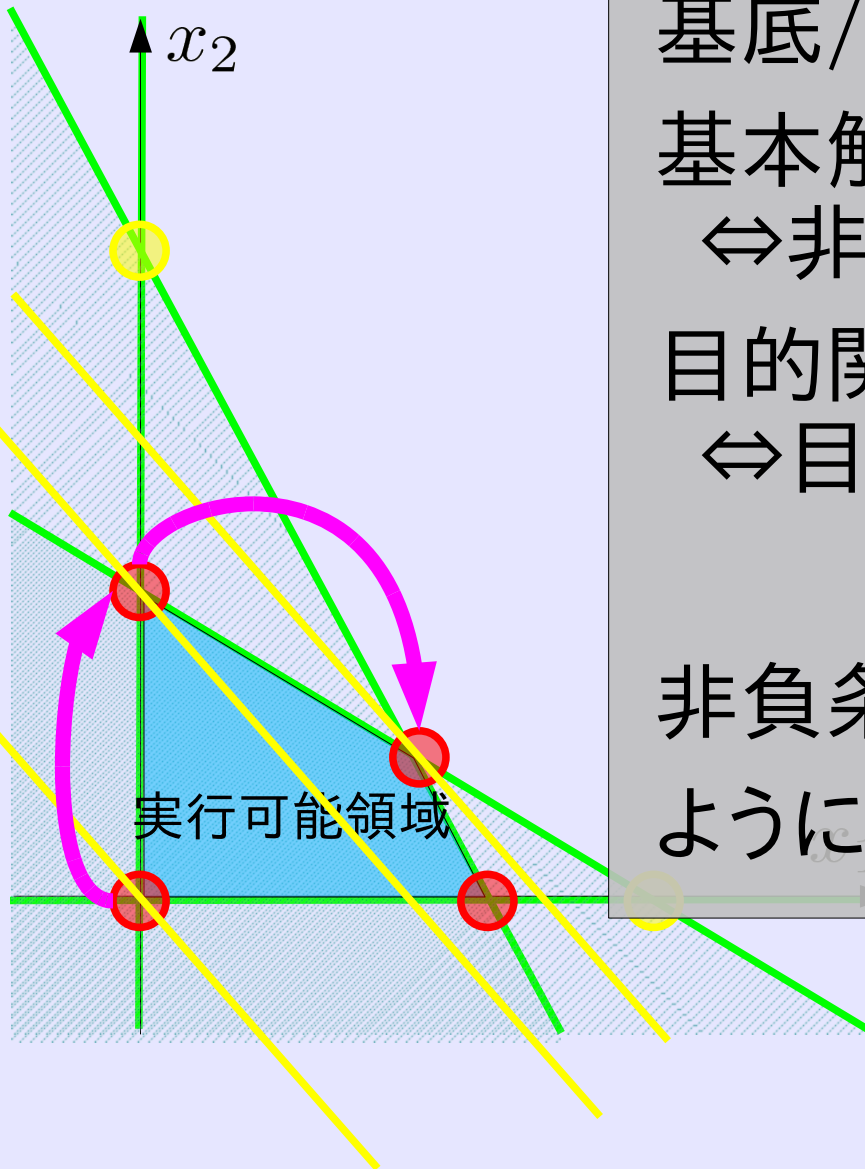 x₂
基底/
基本解
⇔非
目的関
⇔目
非負条
ように
実行可能領域
x